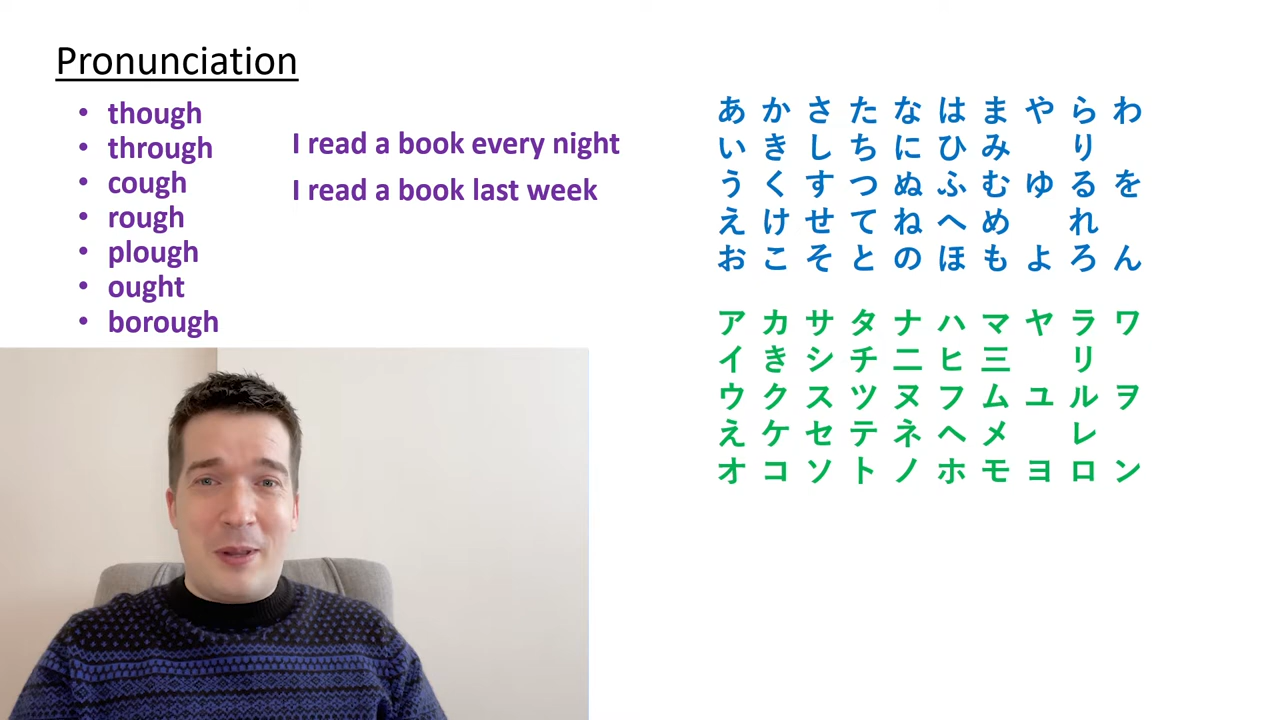 Pronunciation
• though
• through
• cough
• rough
• plough
• ought
• borough
I read a book every night
I read a book last week
あ か さ た な は ま や ら わ
い き し ち に ひ み り
う く す つ ぬ ふ む ゆ る を
え け せ て ね へ め れ
お こ そ と の ほ も よ ろ ん
ア カ サ タ ナ ハ マ ヤ ラ ワ
イ き シ チ 二 ヒ 三 リ
ウ ク ス ツ ヌ フ ム ユ ル ヲ
え ケ セ テ ネ ヘ メ レ
オ コ ソ ト ノ ホ モ ヨ ロ ン